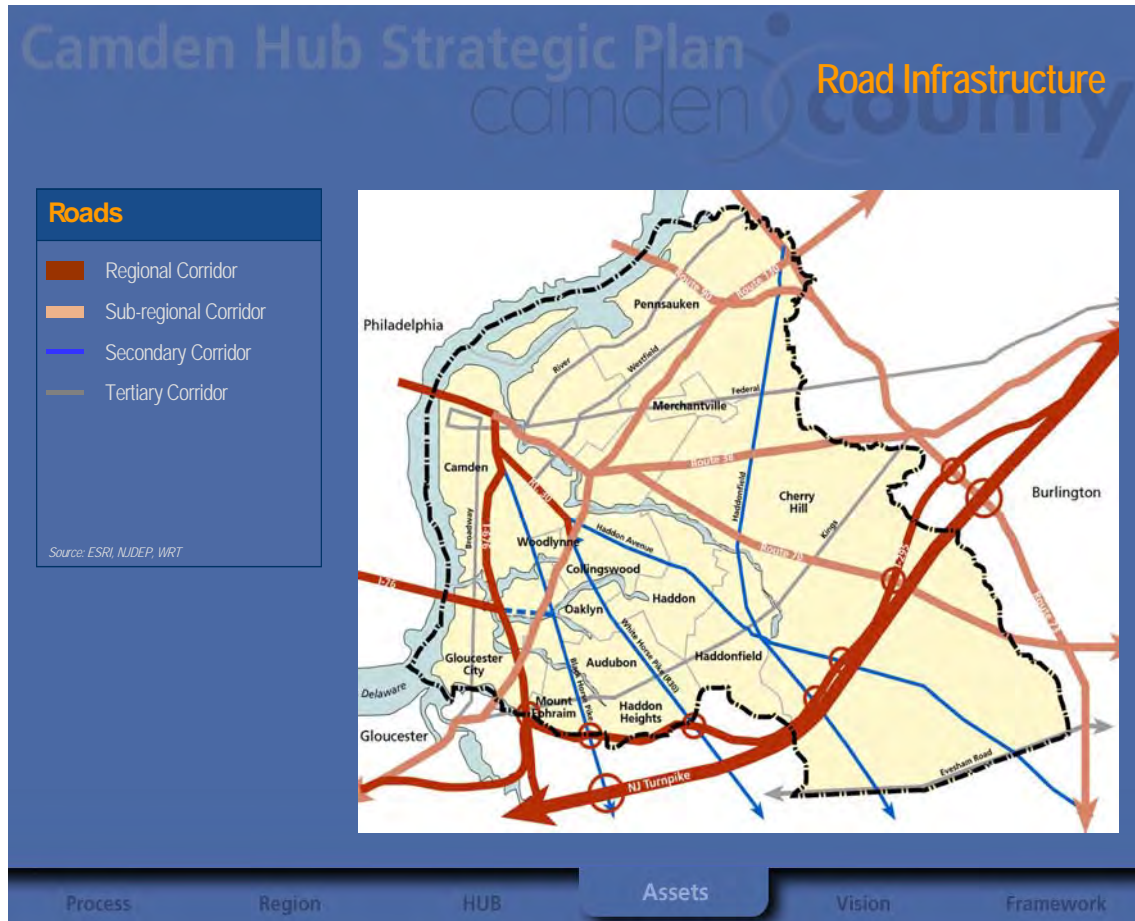 Camden Hub Strategic Plan
camden county
Road Infrastructure
Roads
Regional Corridor
Sub-regional Corridor
Secondary Corridor
Tertiary Corridor
Source: ESRI, NJDEP, WRT
Route 90
Route 130
Pennsauken
Philadelphia
River
Westfield
Federal
Merchantville
Camden
Rt. 30
Route 38
Haddonfield
Cherry
Hill
Burlington
Broadway
I-676
Woodlynne
Haddon Avenue
Kings
Route 70
I-295
Collingswood
I-76
Oaklyn
Haddon
White Horse Pike (R30)
Route 73
Gloucester
City
Audubon
Haddonfield
Black Horse Pike
Delaware
Mount
Ephraim
Haddon
Heights
Gloucester
Evesham Road
NJ Turnpike
Process
Region
HUB
Assets
Vision
Framework